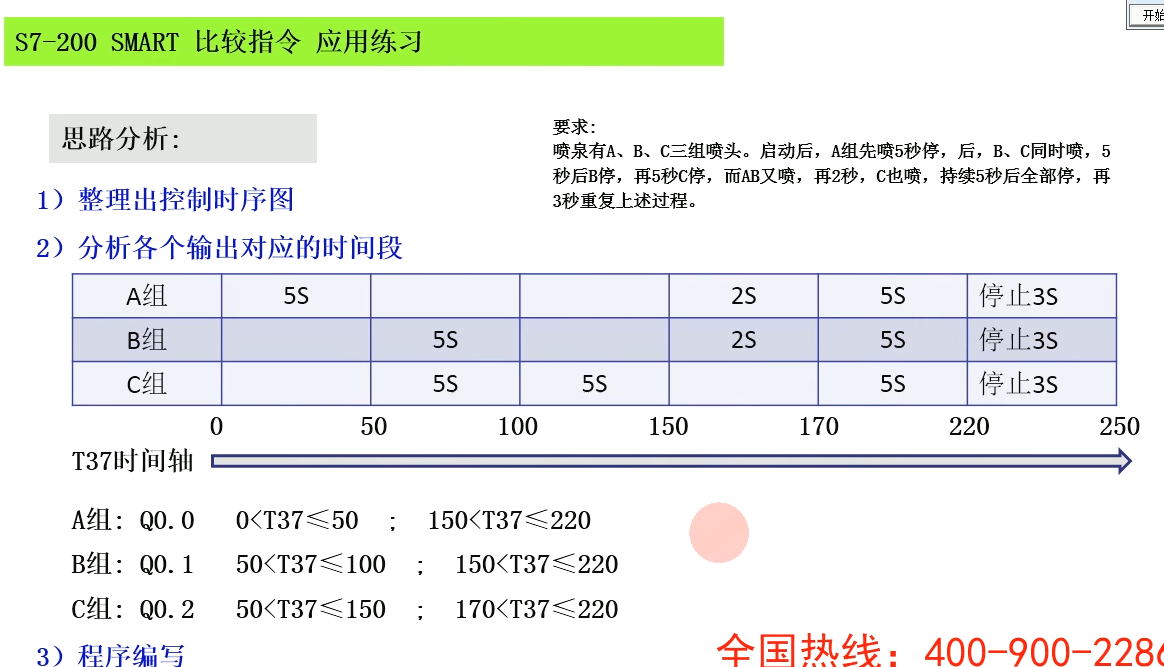 开始
S7-200 SMART 比较指令 应用练习
思路分析:
要求:
喷泉有A、B、C三组喷头。启动后，A组先喷5秒停，后，B、C同时喷，5
秒后B停，再5秒C停，而AB又喷，再2秒，C也喷，持续5秒后全部停，再
3秒重复上述过程。
1）整理出控制时序图
2）分析各个输出对应的时间段
A组 5S 2S 5S 停止3S
B组 5S 2S 5S 停止3S
C组 5S 5S 5S 停止3S
0 50 100 150 170 220 250
T37时间轴
A组: Q0.0 0<T37≤50 ; 150<T37≤220
B组: Q0.1 50<T37≤100 ; 150<T37≤220
C组: Q0.2 50<T37≤150 ; 170<T37≤220
3）程序编写
全国热线: 400-900-2286